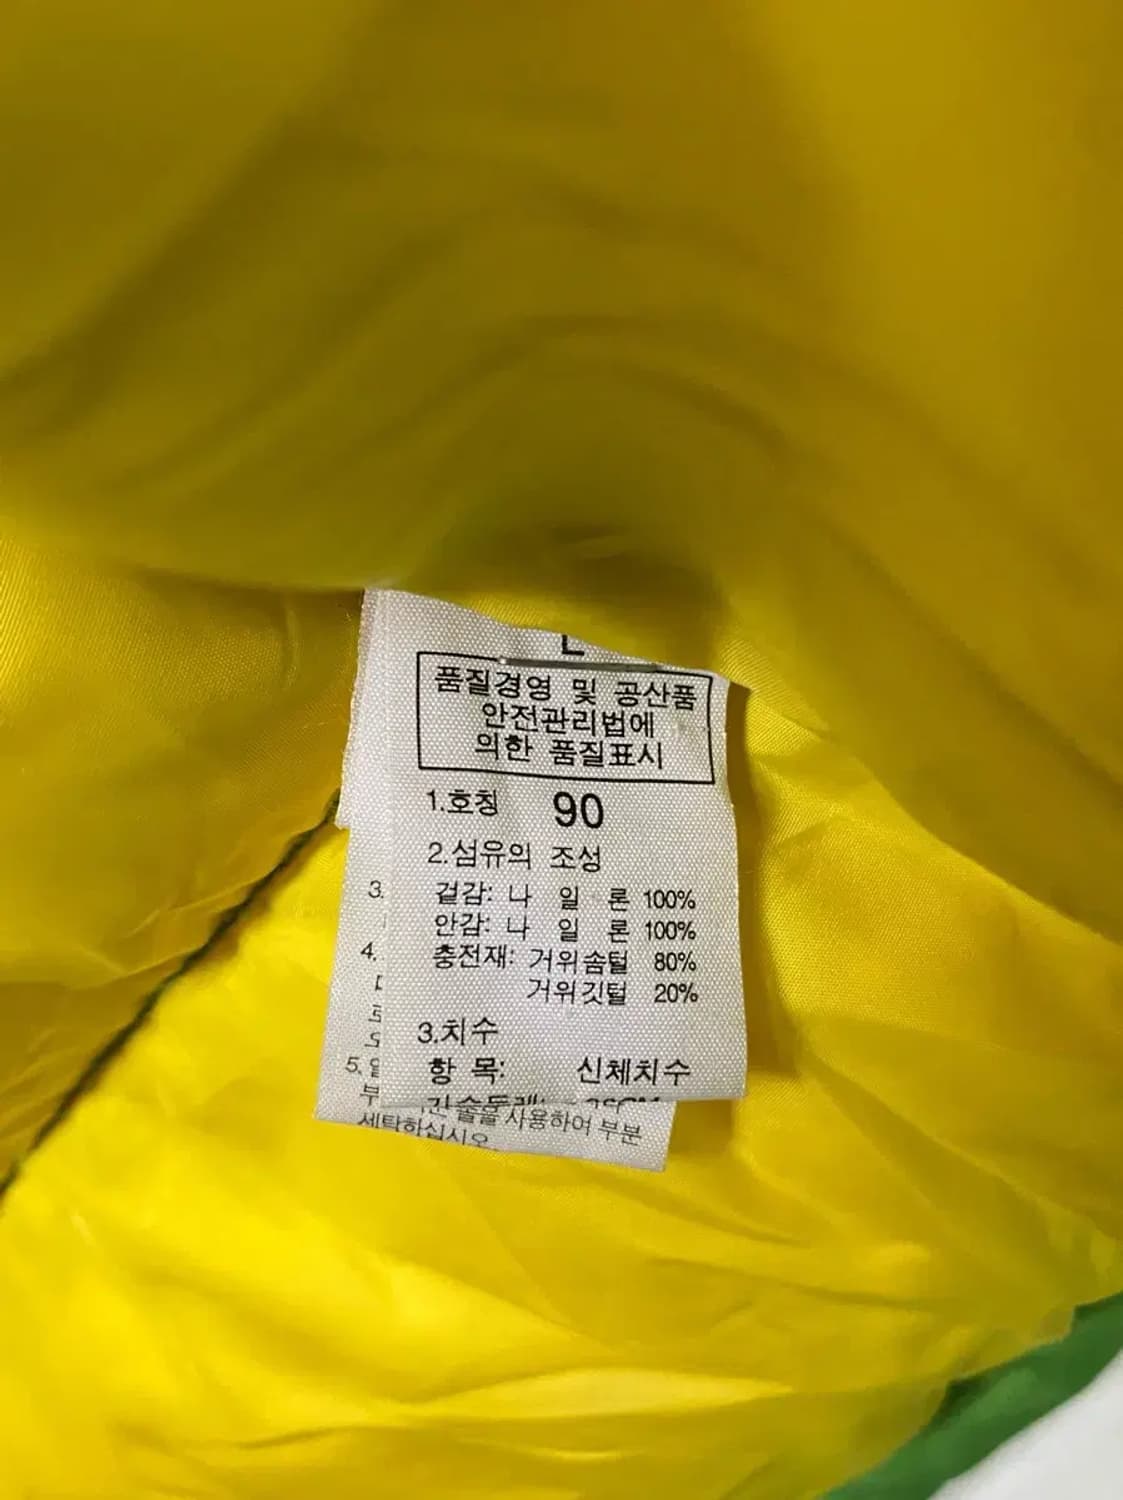 L
품질경영 및 공산품
안전관리법에
의한 품질표시
1.호칭 90
2.섬유의 조성
겉감: 나 일 론 100%
안감: 나 일 론 100%
충전재: 거위솜털 80%
거위깃털 20%
3.치수
항 목: 신체치수
3.
4.
5.
사용하여 부분
세탁하십시오.